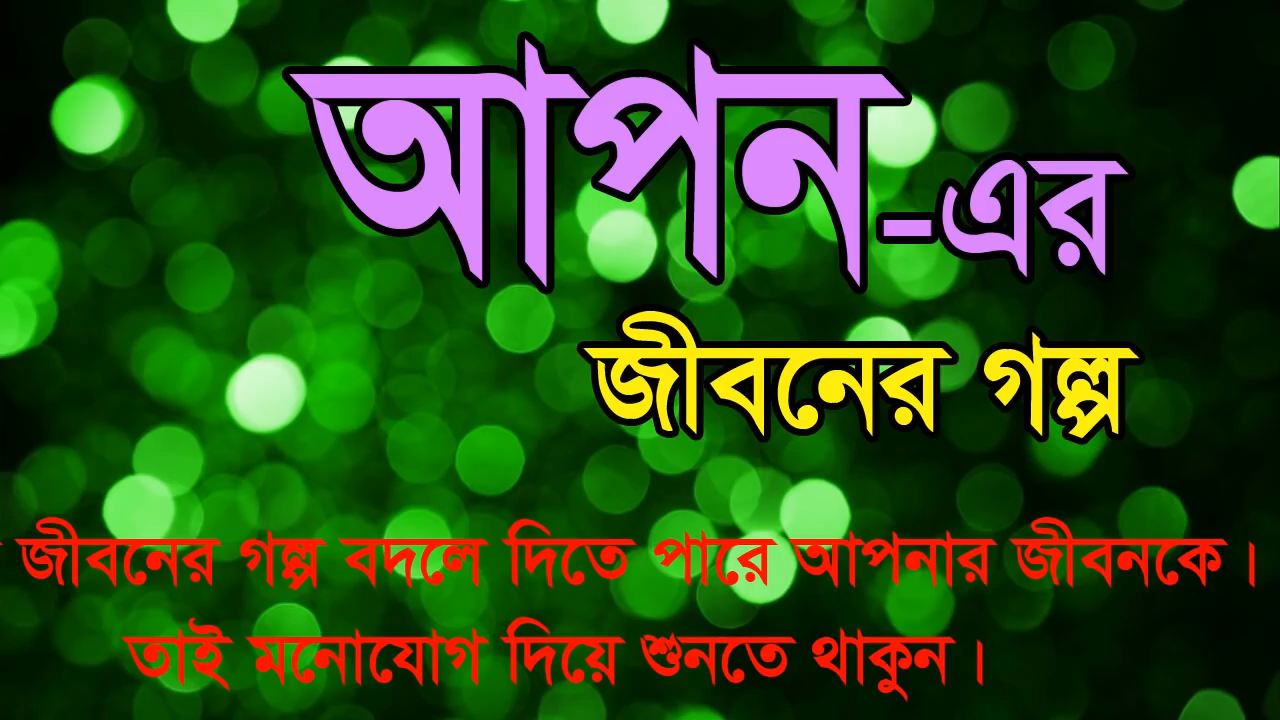 আপন-এর
জীবনের গল্প
জীবনের গল্প বদলে দিতে পারে আপনার জীবনকে।
তাই মনোযোগ দিয়ে শুনতে থাকুন।